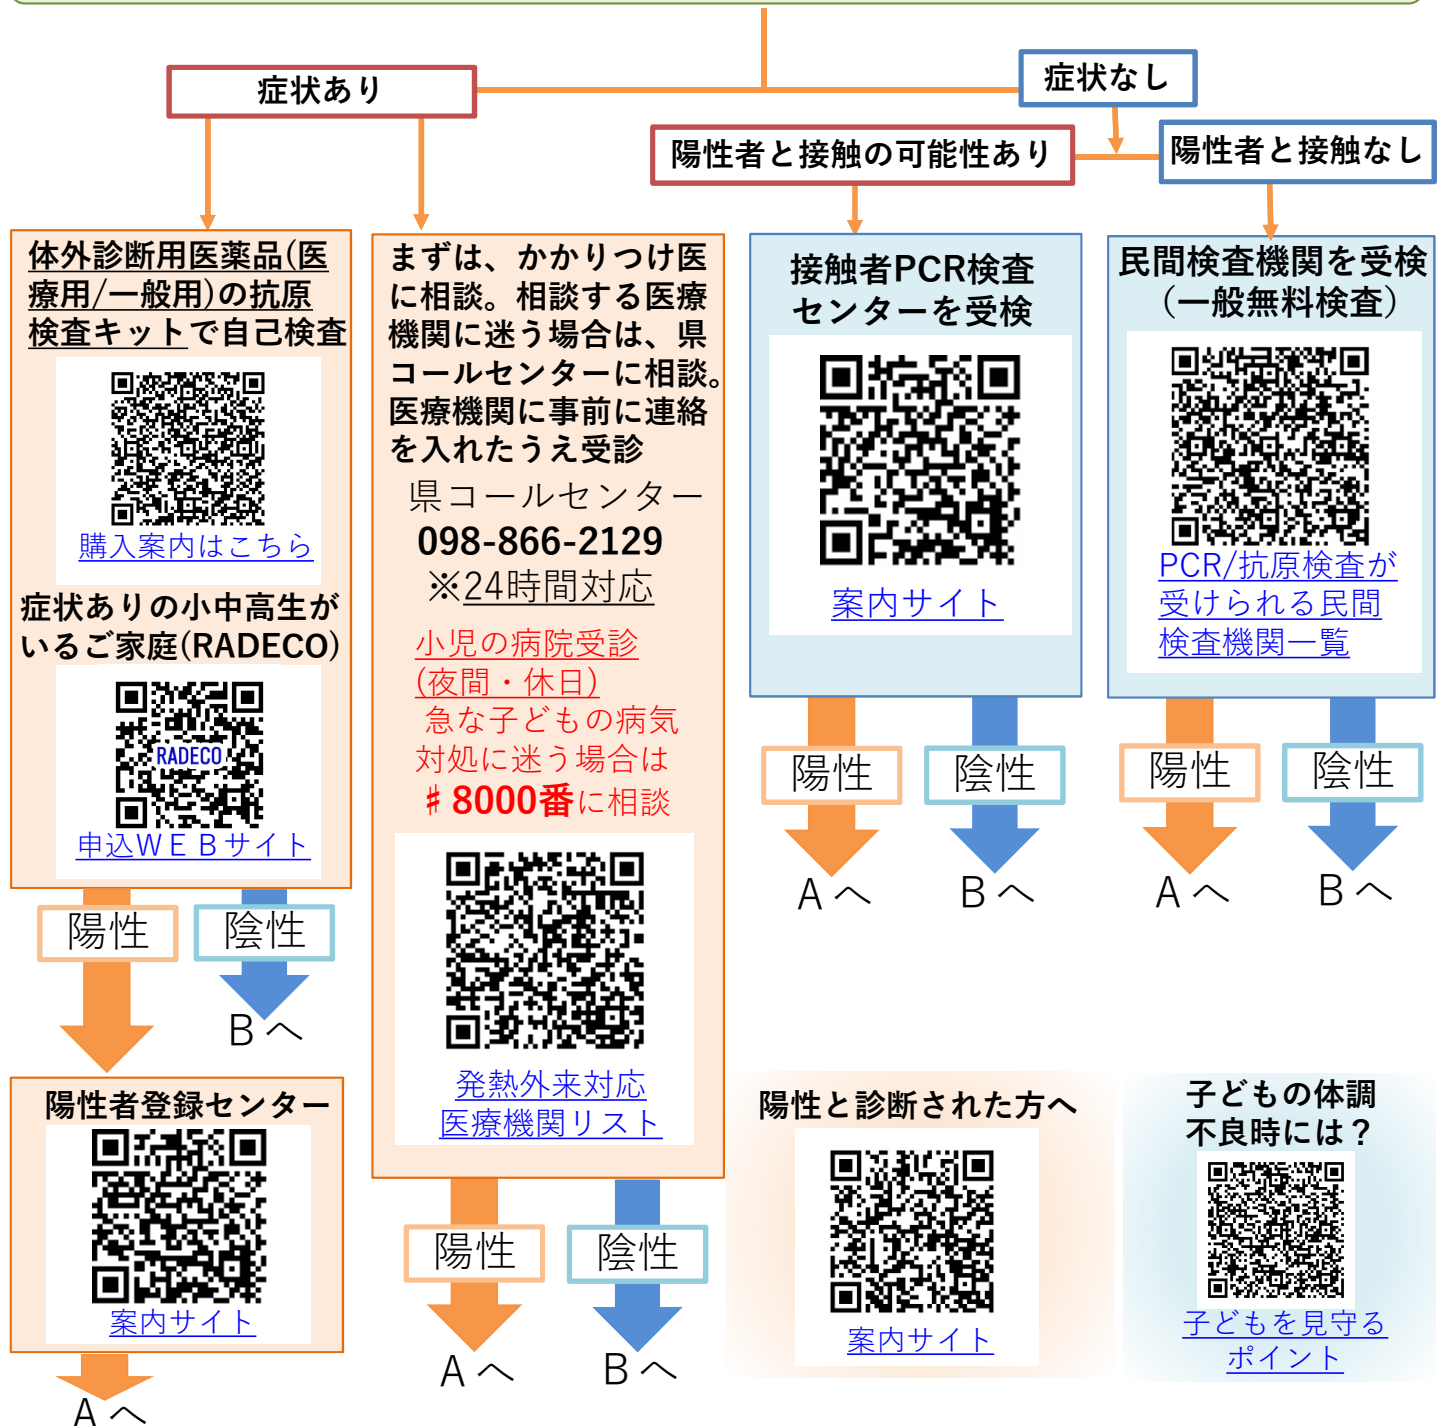 症状あり
症状なし
陽性者と接触の可能性あり
陽性者と接触なし
体外診断用医薬品(医
療用/一般用)の抗原
検査キットで自己検査
購入案内はこちら
症状ありの小中高生が
いるご家庭(RADECO)
RADECO
申込ＷＥＢサイト
陽性
陰性
Ｂへ
陽性者登録センター
案内サイト
Ａへ
まずは、かかりつけ医
に相談。相談する医療
機関に迷う場合は、県
コールセンターに相談。
医療機関に事前に連絡
を入れたうえ受診
県コールセンター
098-866-2129
※24時間対応
小児の病院受診
(夜間・休日)
急な子どもの病気
対処に迷う場合は
♯8000番に相談
発熱外来対応
医療機関リスト
陽性
陰性
Ａへ
Ｂへ
接触者PCR検査
センターを受検
案内サイト
陽性
陰性
Ａへ
Ｂへ
民間検査機関を受検
(一般無料検査)
PCR/抗原検査が
受けられる民間
検査機関一覧
陽性
陰性
Ａへ
Ｂへ
陽性と診断された方へ
案内サイト
子どもの体調
不良時には？
子どもを見守る
ポイント